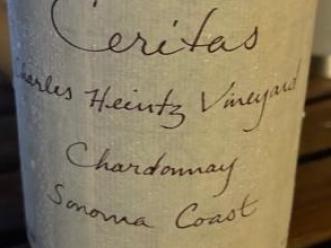 Ceritas
Charles Heintz Vineyard
Chardonnay
Sonoma Coast